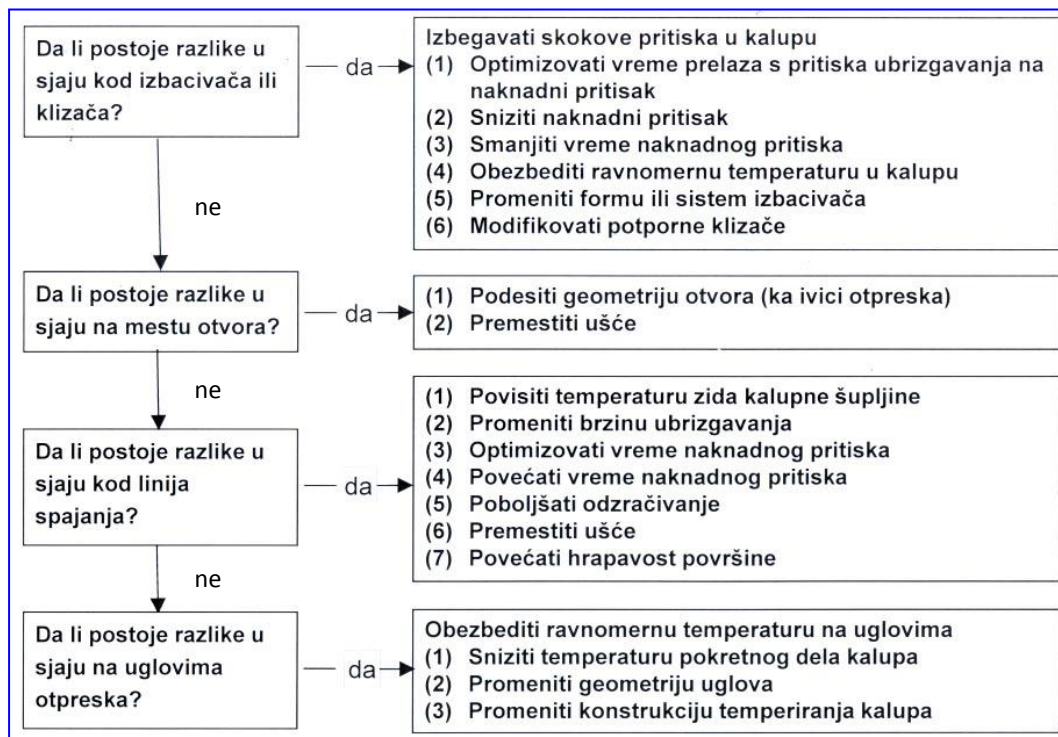 Da li postoje razlike u
sjaju kod izbacivača ili
klizača?
da
Izbegavati skokove pritiska u kalupu
(1) Optimizovati vreme prelaza s pritiska ubrizgavanja na
naknadni pritisak
(2) Sniziti naknadni pritisak
(3) Smanjiti vreme naknadnog pritiska
(4) Obezbediti ravnomernu temperaturu u kalupu
(5) Promeniti formu ili sistem izbacivača
(6) Modifikovati potporne klizače
ne
Da li postoje razlike u
sjaju na mestu otvora?
da
(1) Podesiti geometriju otvora (ka ivici otpreska)
(2) Premestiti ušće
ne
Da li postoje razlike u
sjaju kod linija
spajanja?
da
(1) Povisiti temperaturu zida kalupne šupljine
(2) Promeniti brzinu ubrizgavanja
(3) Optimizovati vreme naknadnog pritiska
(4) Povećati vreme naknadnog pritiska
(5) Poboljšati odzračivanje
(6) Premestiti ušće
(7) Povećati hrapavost površine
ne
Da li postoje razlike u
sjaju na uglovima
otpreska?
da
Obezbediti ravnomernu temperaturu na uglovima
(1) Sniziti temperaturu pokretnog dela kalupa
(2) Promeniti geometriju uglova
(3) Promeniti konstrukciju temperiranja kalupa